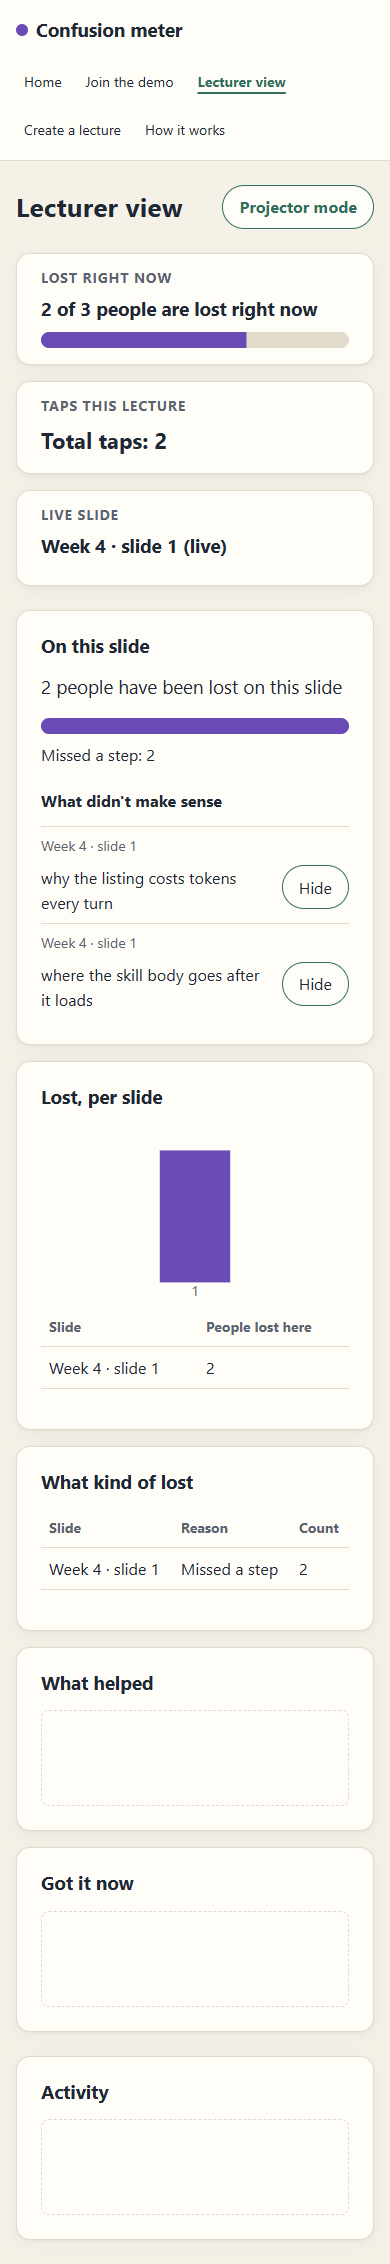 Confusion meter
Home Join the demo Lecturer view
Create a lecture How it works
Lecturer view Projector mode
LOST RIGHT NOW
2 of 3 people are lost right now
TAPS THIS LECTURE
Total taps: 2
LIVE SLIDE
Week 4 · slide 1 (live)
On this slide
2 people have been lost on this slide
Missed a step: 2
What didn't make sense
Week 4 · slide 1
why the listing costs tokens
every turn
Hide
Week 4 · slide 1
where the skill body goes after
it loads
Hide
Lost, per slide
1
Slide People lost here
Week 4 · slide 1 2
What kind of lost
Slide Reason Count
Week 4 · slide 1 Missed a step 2
What helped
Got it now
Activity